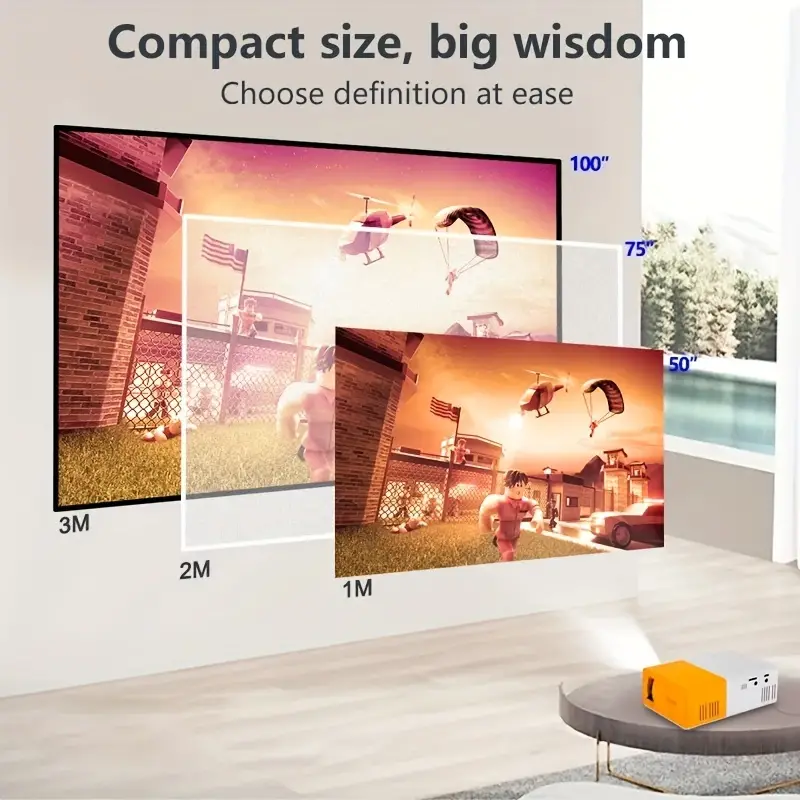 Compact size, big wisdom
Choose definition at ease
100"
75"
50"
3M
2M
1M